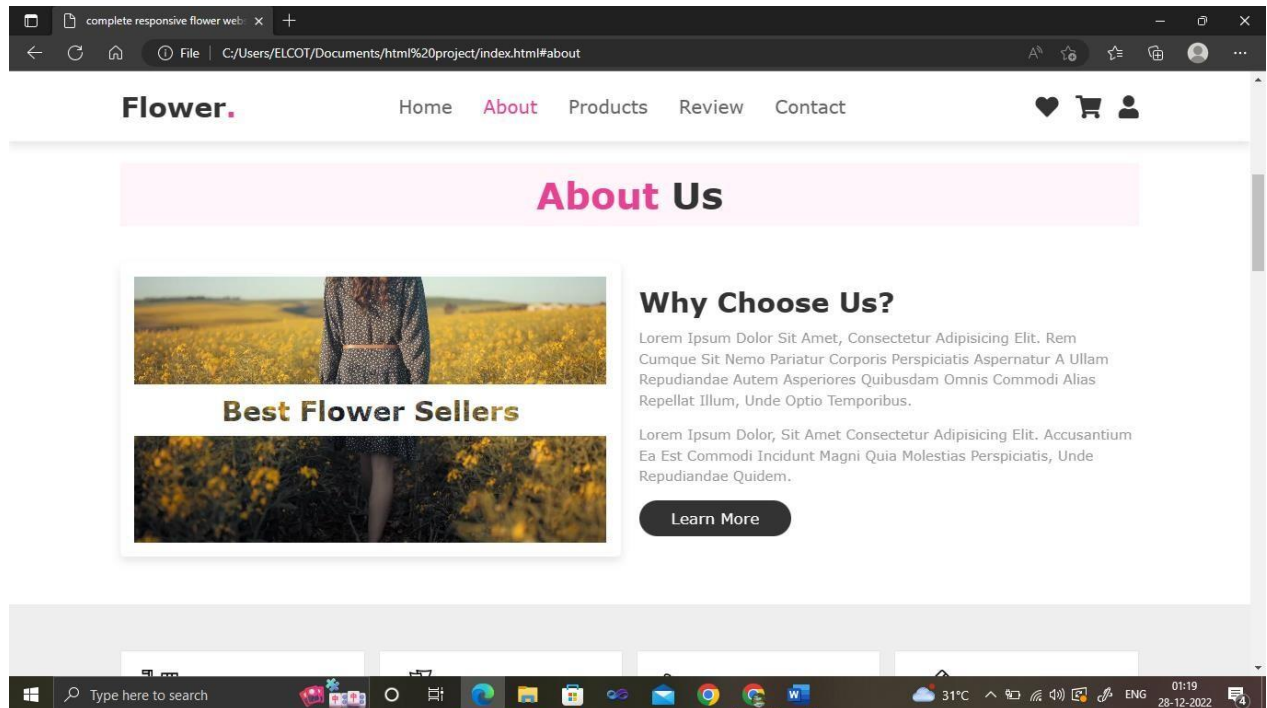 complete responsive flower web
File | C:/Users/ELCOT/Documents/html%20project/index.html#about
Flower.
Home About Products Review Contact
About Us
Best Flower Sellers
Why Choose Us?
Lorem Ipsum Dolor Sit Amet, Consectetur Adipisicing Elit. Rem
Cumque Sit Nemo Pariatur Corporis Perspiciatis Aspernatur A Ullam
Repudiandae Autem Asperiores Quibusdam Omnis Commodi Alias
Repellat Illum, Unde Optio Temporibus.
Lorem Ipsum Dolor, Sit Amet Consectetur Adipisicing Elit. Accusantium
Ea Est Commodi Incidunt Magni Quia Molestias Perspiciatis, Unde
Repudiandae Quidem.
Learn More
Type here to search
31°C
ENG
01:19
28-12-2022
4